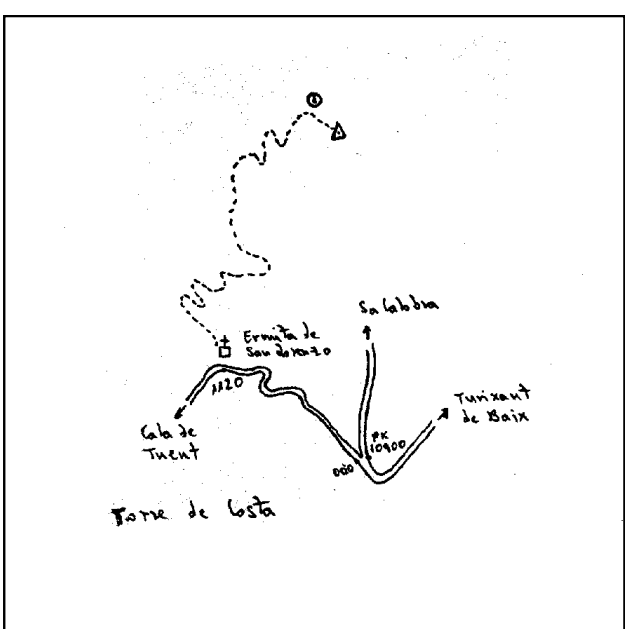 Sa Calobra
Ermita de
San Lorenzo
1120
Turixant
de Baix
PK
10900
Cala de
Tuent
000
Torre de Costa